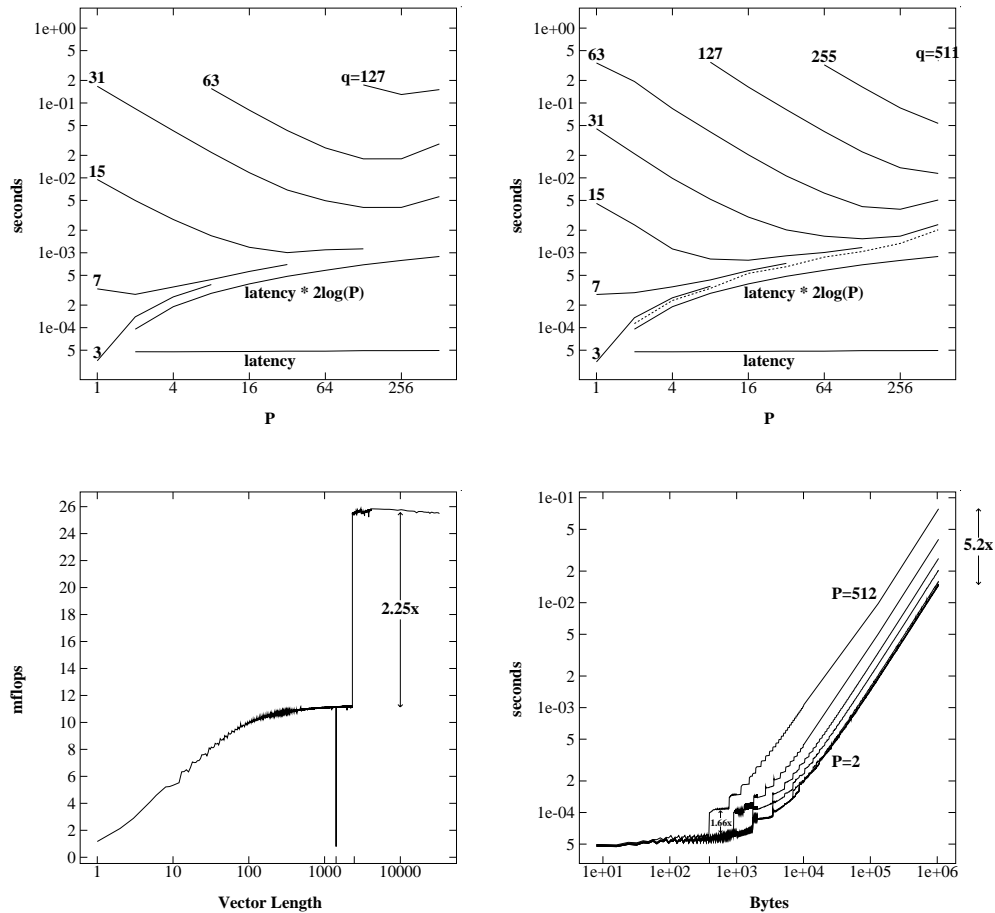 1e+00
5
2
1e-01
5
2
1e-02
5
2
1e-03
5
2
1e-04
5
seconds
31
63
q=127
15
7
3
latency * 2log(P)
latency
1 4 16 64 256
P
1e+00
5
2
1e-01
5
2
1e-02
5
2
1e-03
5
2
1e-04
5
seconds
63
127
255
q=511
31
15
7
3
latency * 2log(P)
latency
1 4 16 64 256
P
26
24
22
20
18
16
14
12
10
8
6
4
2
0
mflops
2.25x
1 10 100 1000 10000
Vector Length
1e-01
5
2
1e-02
5
2
1e-03
5
2
1e-04
5
seconds
5.2x
P=512
P=2
1.66x
1e+01 1e+02 1e+03 1e+04 1e+05 1e+06
Bytes